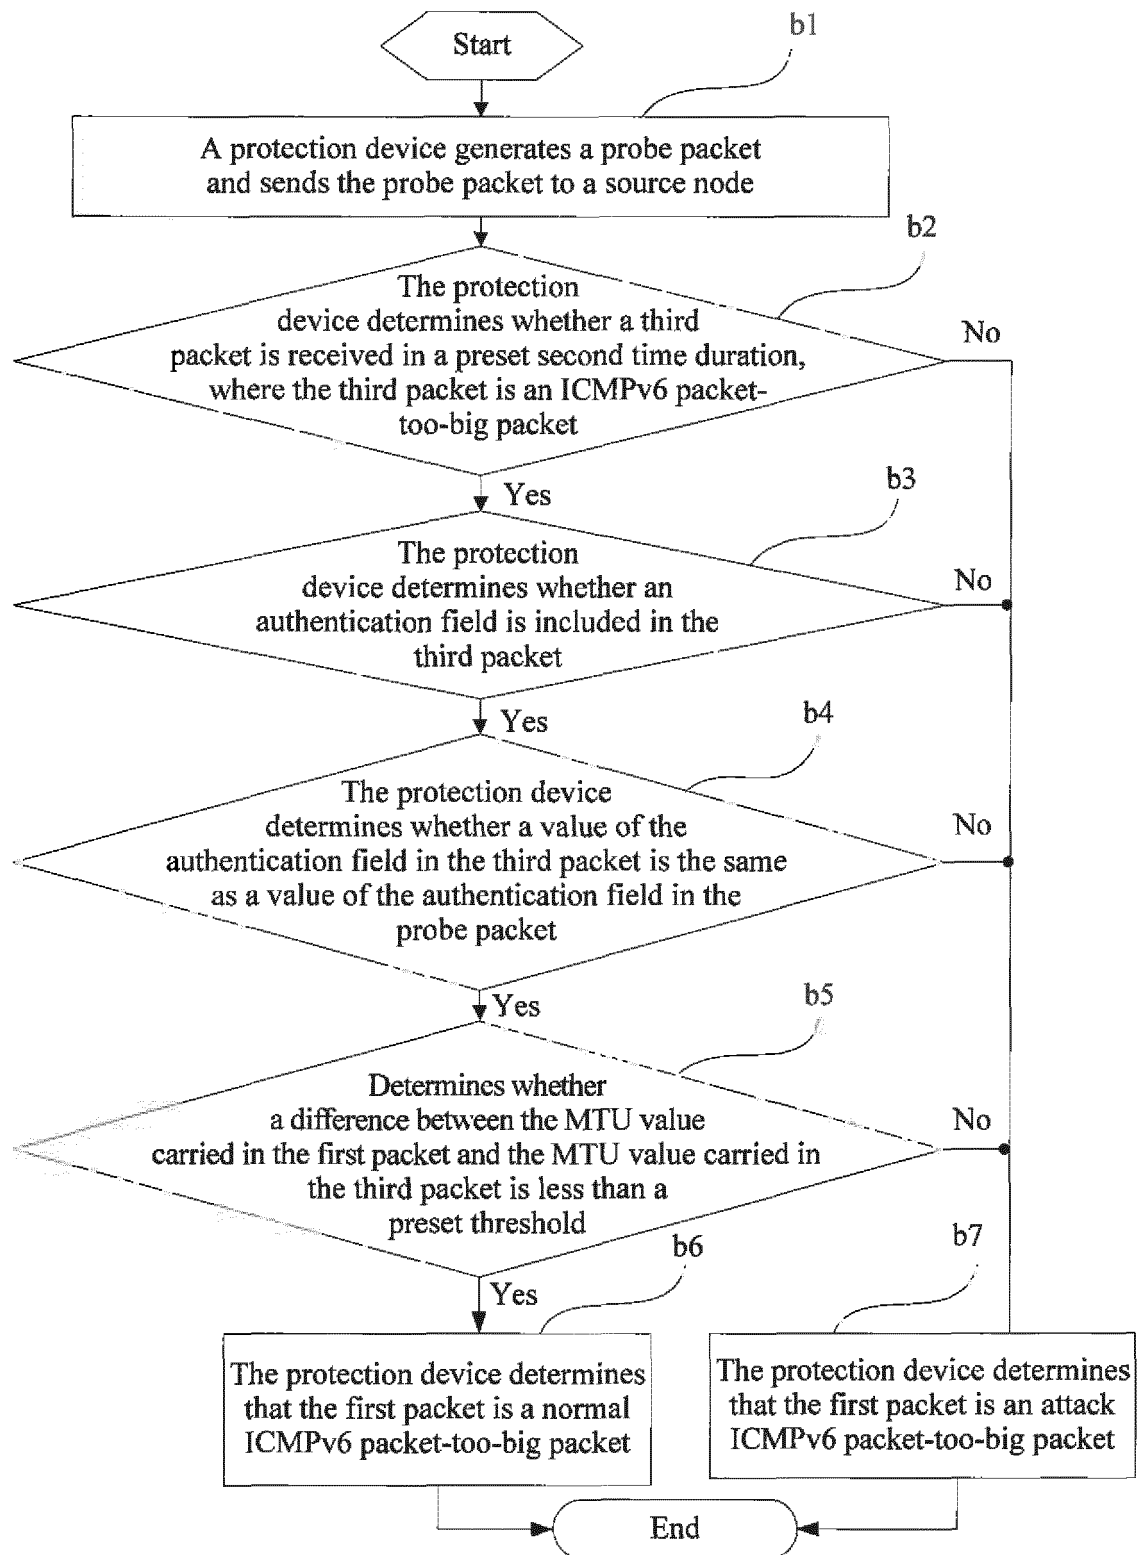 Start
b1
A protection device generates a probe packet
and sends the probe packet to a source node
b2
The protection
device determines whether a third
packet is received in a preset second time duration,
where the third packet is an ICMPv6 packet-
too-big packet
No
Yes
b3
The protection
device determines whether an
authentication field is included in the
third packet
No
Yes
b4
The protection device
determines whether a value of the
authentication field in the third packet is the same
as a value of the authentication field in the
probe packet
No
Yes
b5
Determines whether
a difference between the MTU value
carried in the first packet and the MTU value carried in
the third packet is less than a
preset threshold
No
Yes
b6
The protection device determines
that the first packet is a normal
ICMPv6 packet-too-big packet
b7
The protection device determines
that the first packet is an attack
ICMPv6 packet-too-big packet
End